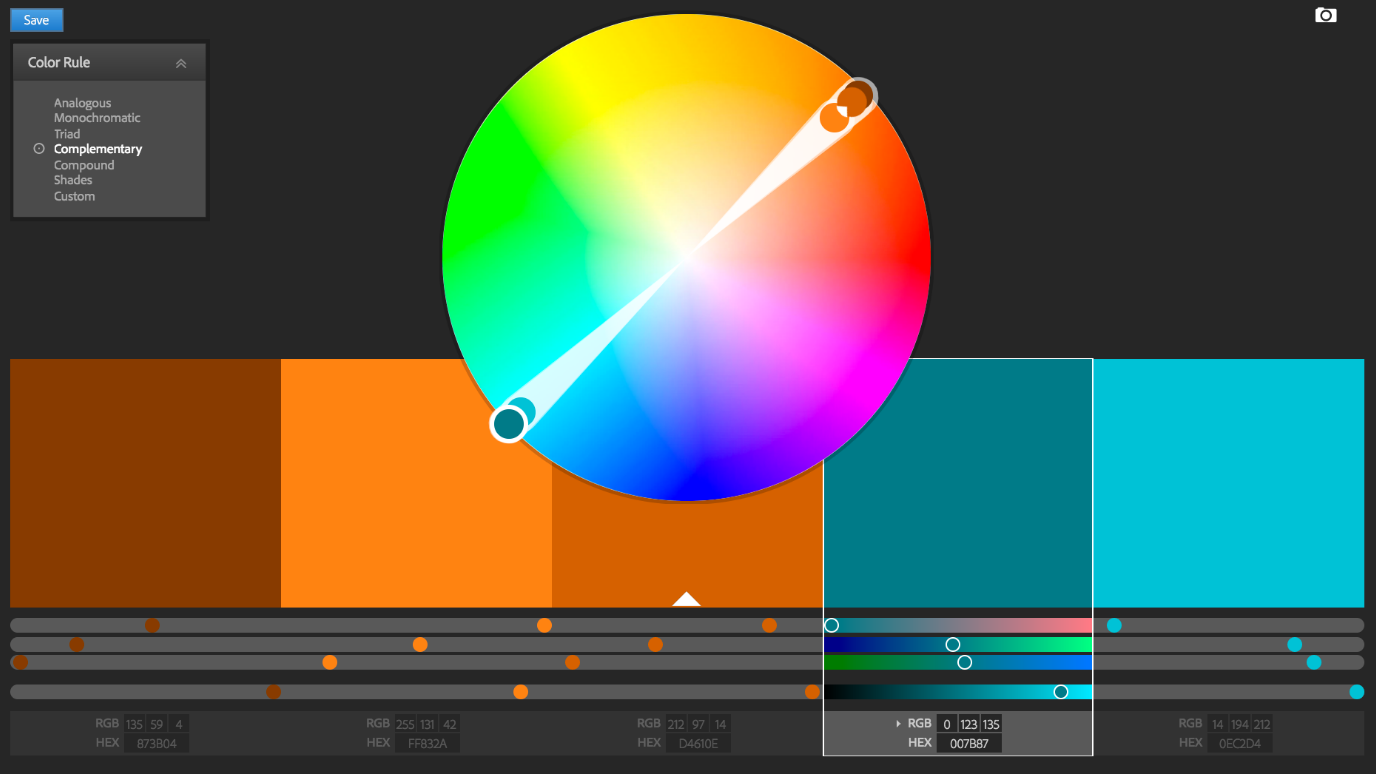 Save
Color Rule
Analogous
Monochromatic
Triad
Complementary
Compound
Shades
Custom
RGB 135 59 4
HEX 873B04
RGB 255 131 42
HEX FF832A
RGB 212 97 14
HEX D4610E
RGB 0 123 135
HEX 007B87
RGB 14 194 212
HEX 0EC2D4